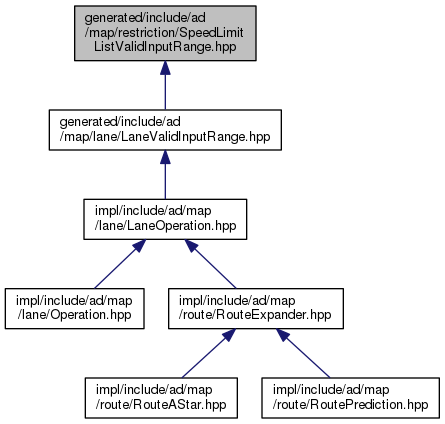 generated/include/ad
/map/restriction/SpeedLimit
ListValidInputRange.hpp
generated/include/ad
/map/lane/LaneValidInputRange.hpp
impl/include/ad/map
/lane/LaneOperation.hpp
impl/include/ad/map
/lane/Operation.hpp
impl/include/ad/map
/route/RouteExpander.hpp
impl/include/ad/map
/route/RouteAStar.hpp
impl/include/ad/map
/route/RoutePrediction.hpp